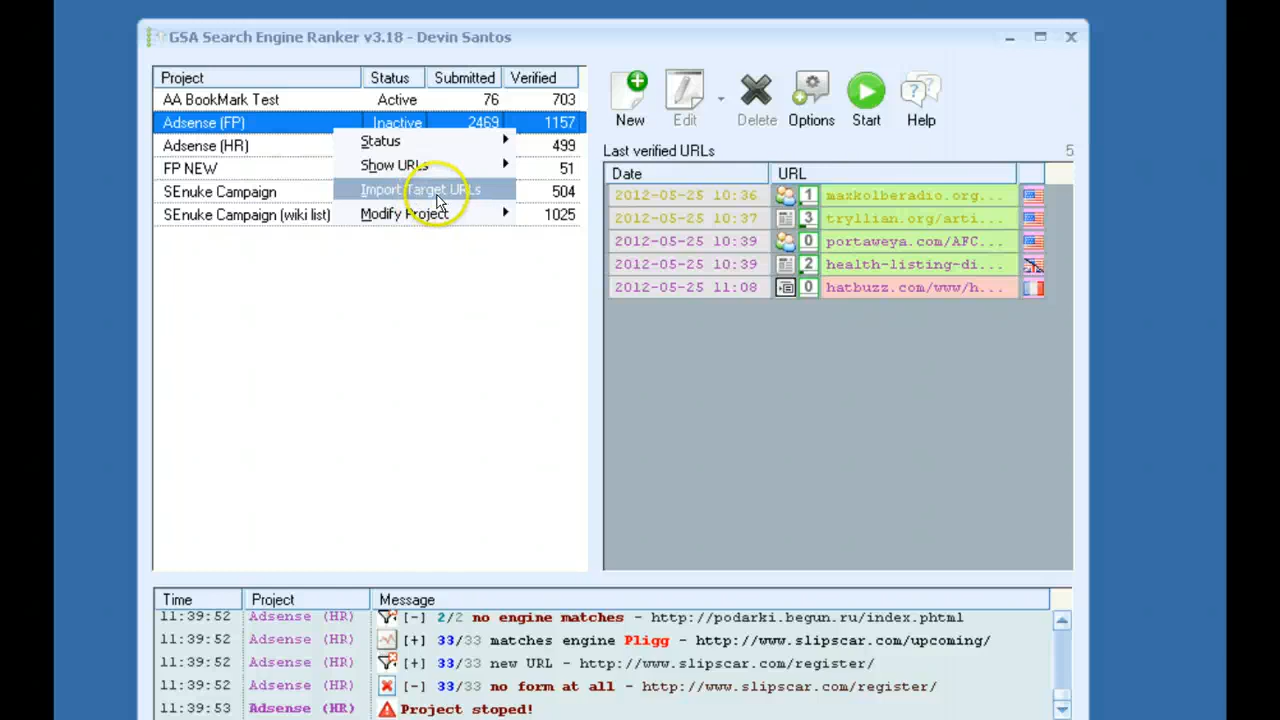 GSA Search Engine Ranker v3.18 - Devin Santos
Project Status Submitted Verified
AA BookMark Test Active 76 703
Adsense (FP) Inactive 2469 1157
Adsense (HR) 499
FP NEW 51
SEnuke Campaign 504
SEnuke Campaign (wiki list) 1025
Status
Show URLs
Import Target URLs
Modify Project
New Edit Delete Options Start Help
Last verified URLs 5
Date URL
2012-05-25 10:36 1 maxkolberadio.org...
2012-05-25 10:37 3 tryllian.org/arti...
2012-05-25 10:39 0 portaweya.com/AFC...
2012-05-25 10:39 2 health-listing-di...
2012-05-25 11:08 0 hatbuzz.com/www/h...
Time Project Message
11:39:52 Adsense (HR) [-] 2/2 no engine matches - http://podarki.begun.ru/index.phtml
11:39:52 Adsense (HR) [+] 33/33 matches engine Pligg - http://www.slipscar.com/upcoming/
11:39:52 Adsense (HR) [+] 33/33 new URL - http://www.slipscar.com/register/
11:39:52 Adsense (HR) [-] 33/33 no form at all - http://www.slipscar.com/register/
11:39:53 Adsense (HR) Project stoped!